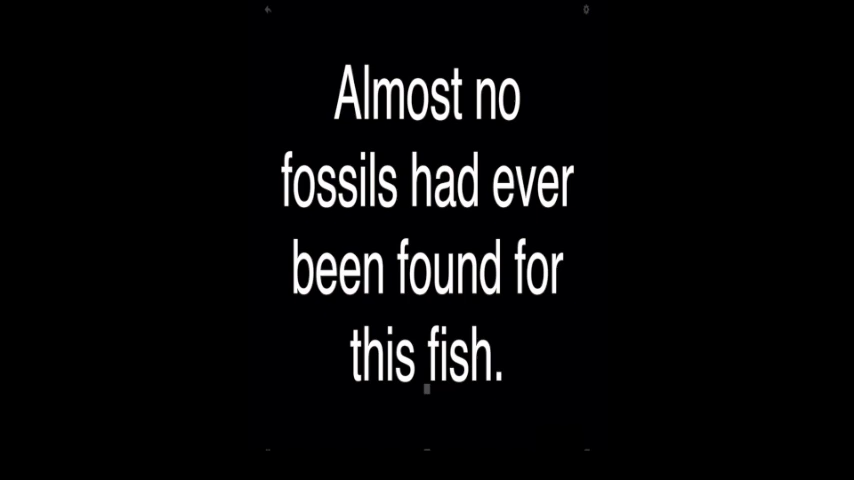 Almost no
fossils had ever
been found for
this fish.